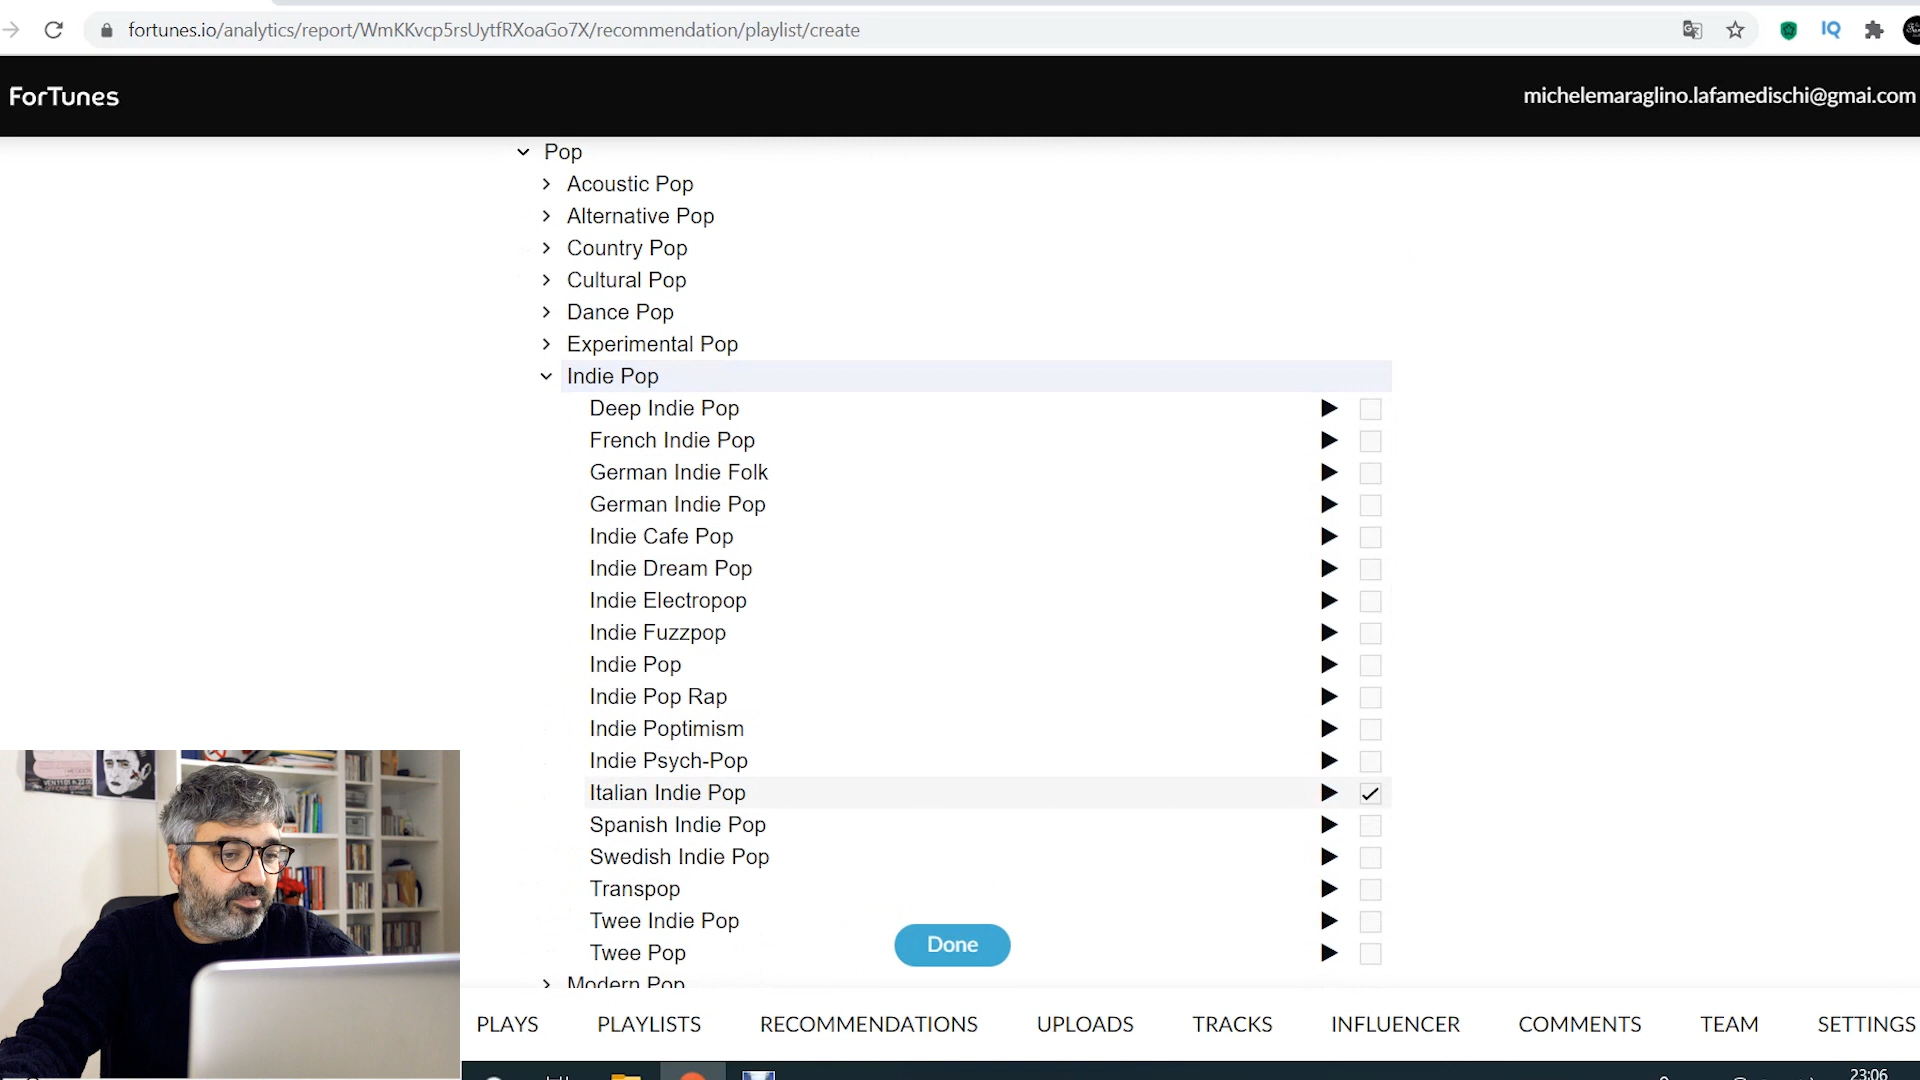 fortunes.io/analytics/report/WmKKvcp5rsUytfRXoaGo7X/recommendation/playlist/create
IQ
ForTunes
michelemaraglino.lafamedischi@gmai.com
Pop
Acoustic Pop
Alternative Pop
Country Pop
Cultural Pop
Dance Pop
Experimental Pop
Indie Pop
Deep Indie Pop
French Indie Pop
German Indie Folk
German Indie Pop
Indie Cafe Pop
Indie Dream Pop
Indie Electropop
Indie Fuzzpop
Indie Pop
Indie Pop Rap
Indie Poptimism
Indie Psych-Pop
Italian Indie Pop
Spanish Indie Pop
Swedish Indie Pop
Transpop
Twee Indie Pop
Twee Pop
Done
Modern Pop
PLAYS PLAYLISTS RECOMMENDATIONS UPLOADS TRACKS INFLUENCER COMMENTS TEAM SETTINGS
23:06